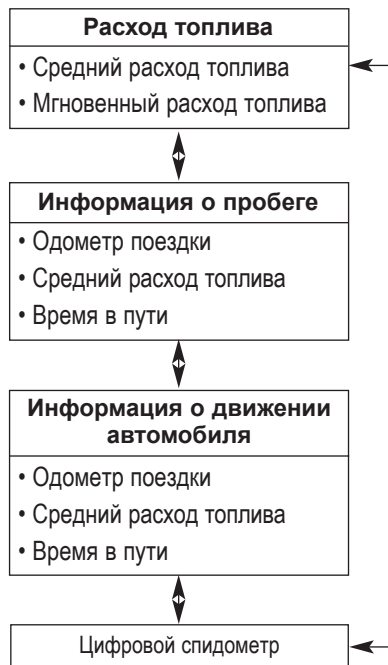 Расход топлива
• Средний расход топлива
• Мгновенный расход топлива
Информация о пробеге
• Одометр поездки
• Средний расход топлива
• Время в пути
Информация о движении
автомобиля
• Одометр поездки
• Средний расход топлива
• Время в пути
Цифровой спидометр